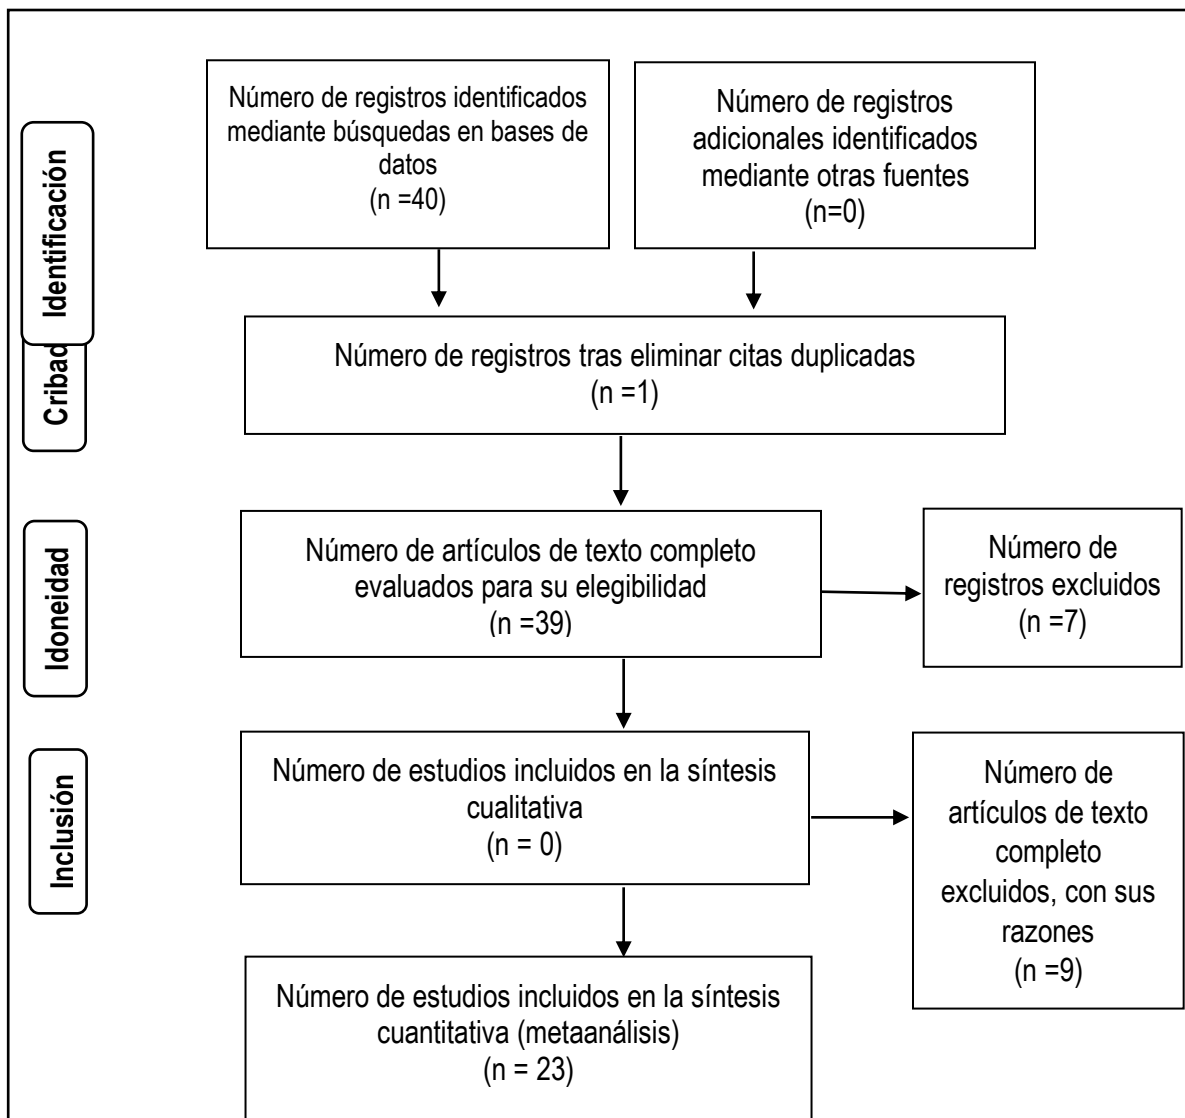 Número de registros identificados
mediante búsquedas en bases de
datos
(n =40)
Número de registros
adicionales identificados
mediante otras fuentes
(n=0)
Identificación
Número de registros tras eliminar citas duplicadas
(n =1)
Cribad
Número de artículos de texto completo
evaluados para su elegibilidad
(n =39)
Número de
registros excluidos
(n =7)
Idoneidad
Número de estudios incluidos en la síntesis
cualitativa
(n = 0)
Número de
artículos de texto
completo
excluidos, con sus
razones
(n =9)
Inclusión
Número de estudios incluidos en la síntesis
cuantitativa (metaanálisis)
(n = 23)